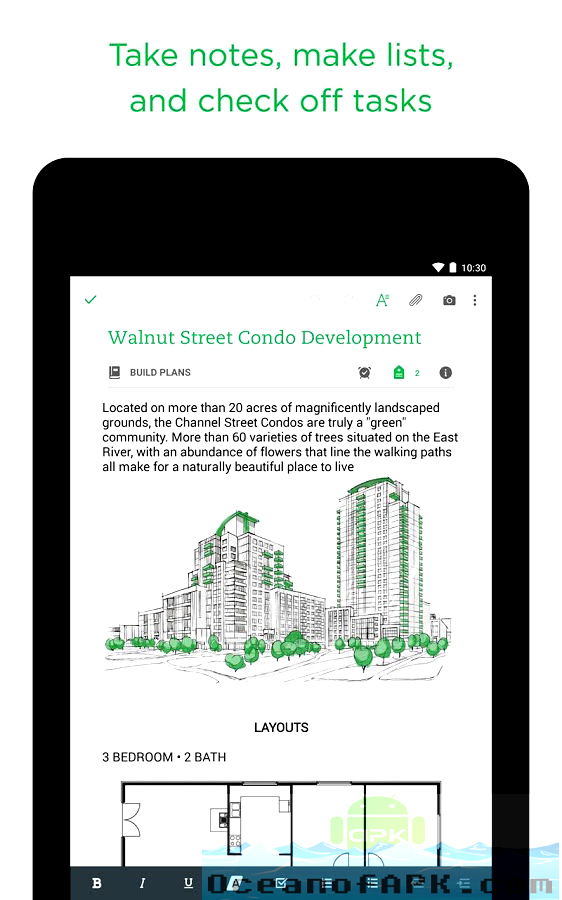 Take notes, make lists,
and check off tasks
10:30
Walnut Street Condo Development
BUILD PLANS
2
Located on more than 20 acres of magnificently landscaped
grounds, the Channel Street Condos are truly a "green"
community. More than 60 varieties of trees situated on the East
River, with an abundance of flowers that line the walking paths
all make for a naturally beautiful place to live
LAYOUTS
3 BEDROOM • 2 BATH
APK
B I U A
OceanofAPK.com